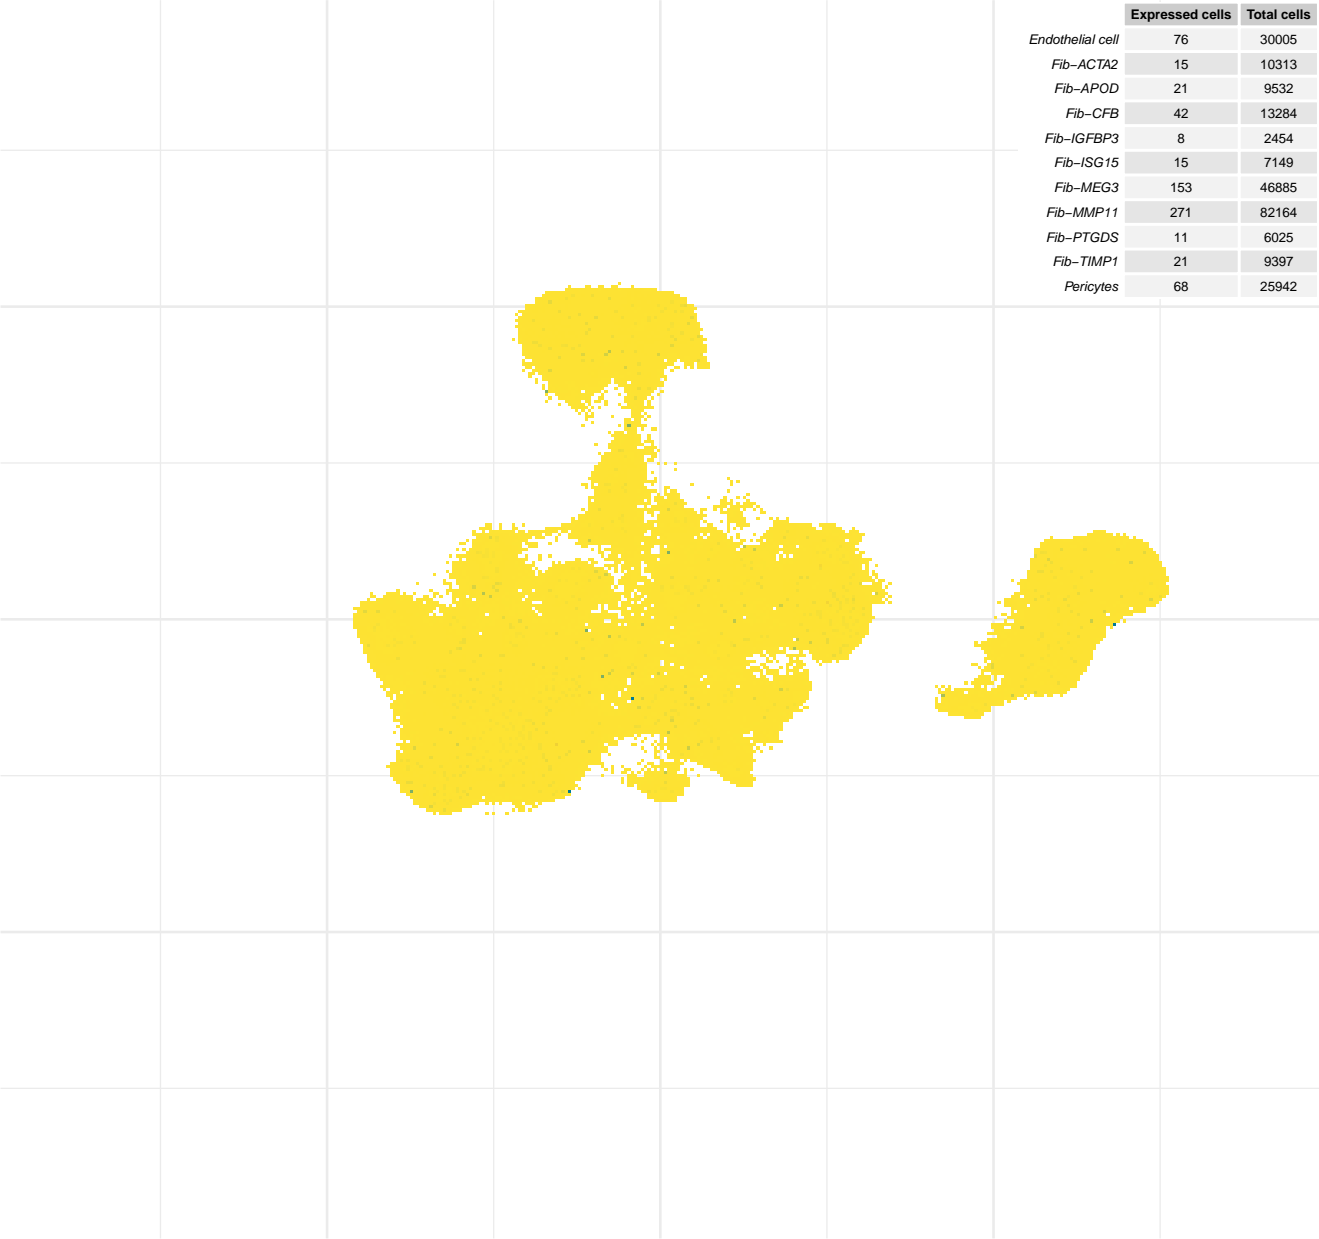 Expressed cells Total cells
Endothelial cell 76 30005
Fib−ACTA2 15 10313
Fib−APOD 21 9532
Fib−CFB 42 13284
Fib−IGFBP3 8 2454
Fib−ISG15 15 7149
Fib−MEG3 153 46885
Fib−MMP11 271 82164
Fib−PTGDS 11 6025
Fib−TIMP1 21 9397
Pericytes 68 25942